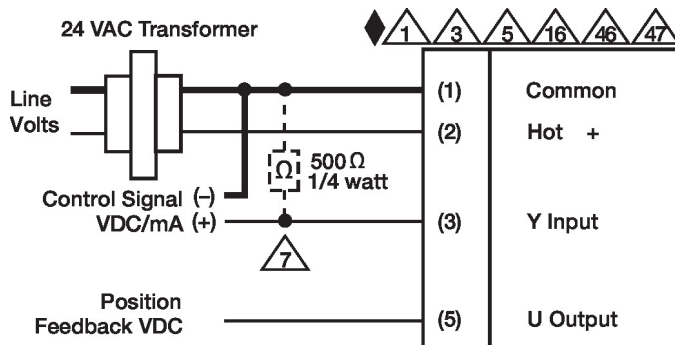 24 VAC Transformer
1 3 5 16 46 47
Line
Volts
(1) Common
(2) Hot +
Ω 500 Ω
1/4 watt
Control Signal (–)
VDC/mA (+)
(3) Y Input
7
Position
Feedback VDC
(5) U Output